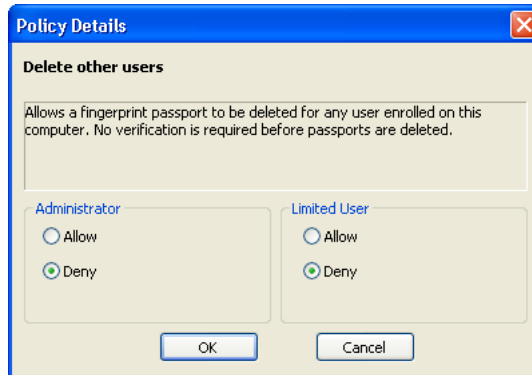 Policy Details
Delete other users
Allows a fingerprint passport to be deleted for any user enrolled on this
computer. No verification is required before passports are deleted.
Administrator
Allow
Deny
Limited User
Allow
Deny
OK
Cancel